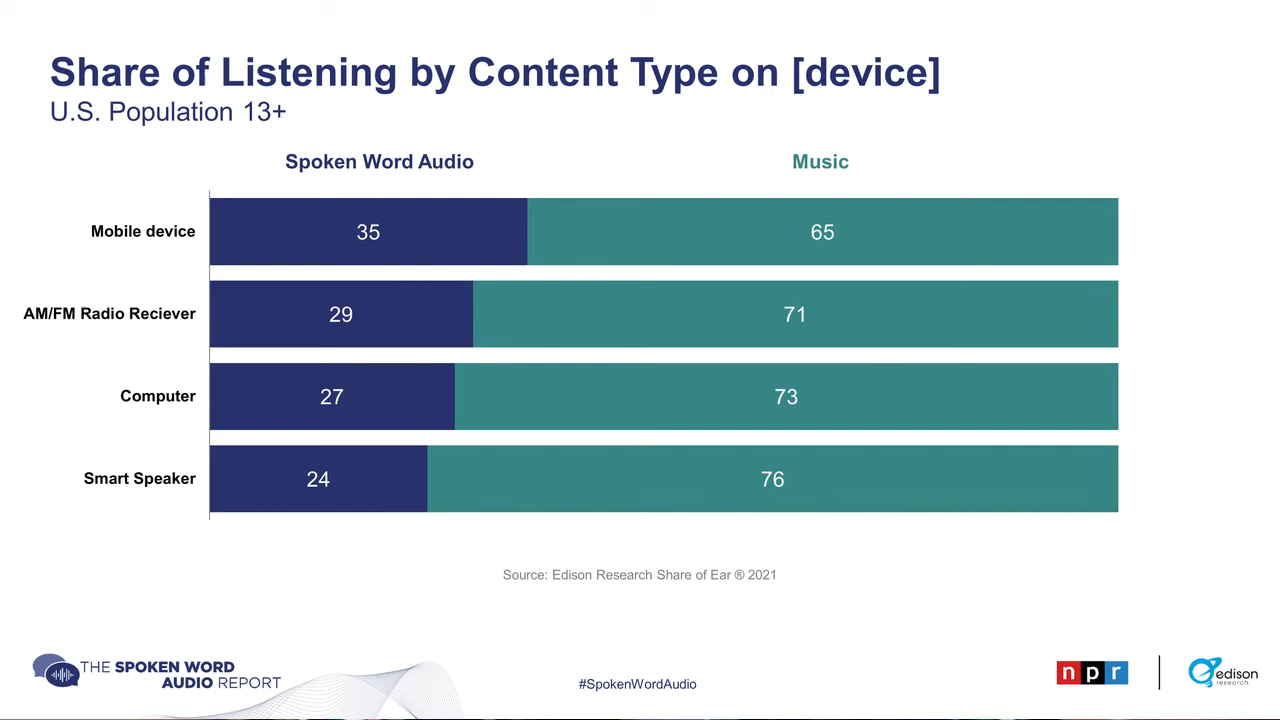 Share of Listening by Content Type on [device]
U.S. Population 13+
Spoken Word Audio
Music
Mobile device
35
65
AM/FM Radio Reciever
29
71
Computer
27
73
Smart Speaker
24
76
Source: Edison Research Share of Ear ® 2021
THE SPOKEN WORD
AUDIO REPORT
#SpokenWordAudio
npr
edison
research